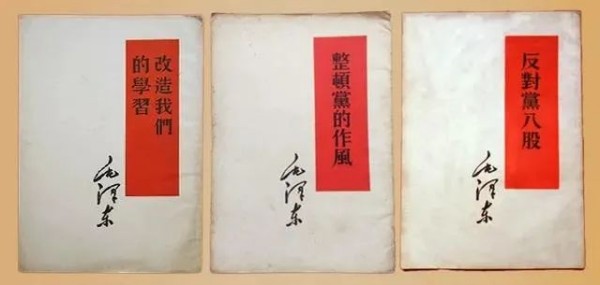 改造我們
的學習
毛泽东
整頓黨的作風
毛泽东
反對黨八股
毛泽东